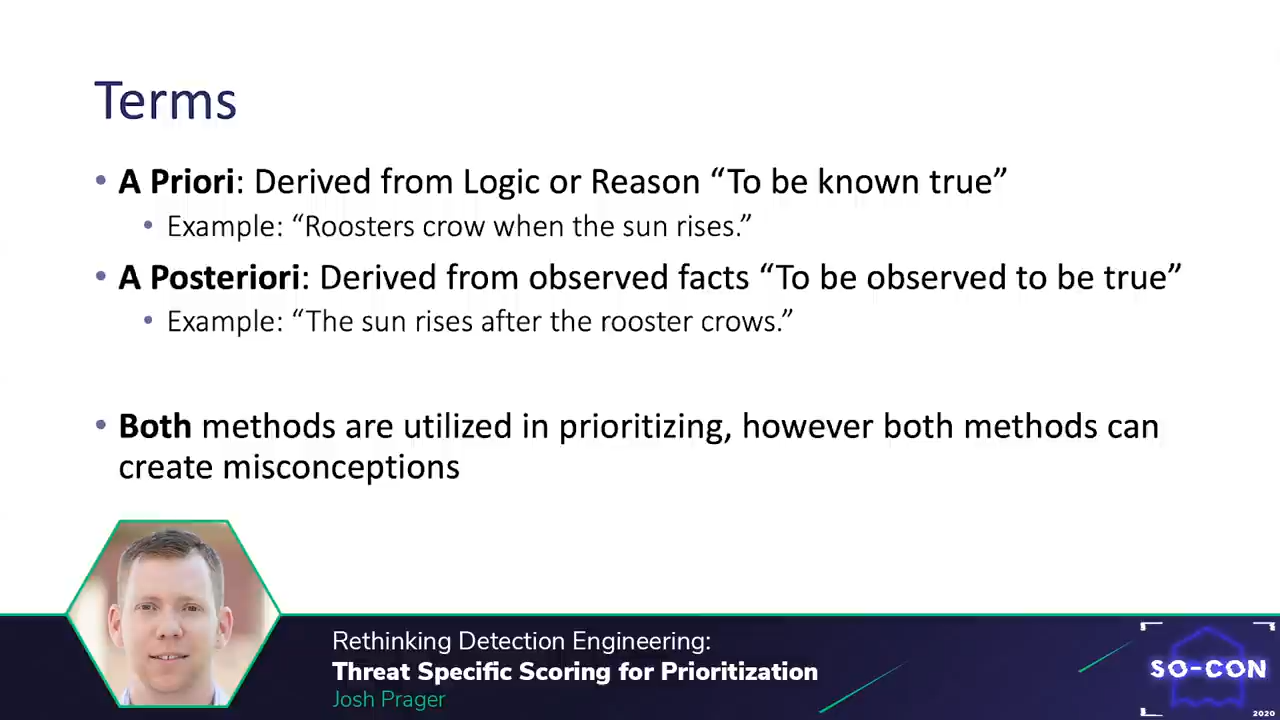 Terms
• A Priori: Derived from Logic or Reason “To be known true”
• Example: “Roosters crow when the sun rises.”
• A Posteriori: Derived from observed facts “To be observed to be true”
• Example: “The sun rises after the rooster crows.”
• Both methods are utilized in prioritizing, however both methods can
create misconceptions
Rethinking Detection Engineering:
Threat Specific Scoring for Prioritization
Josh Prager
SO-CON
2020